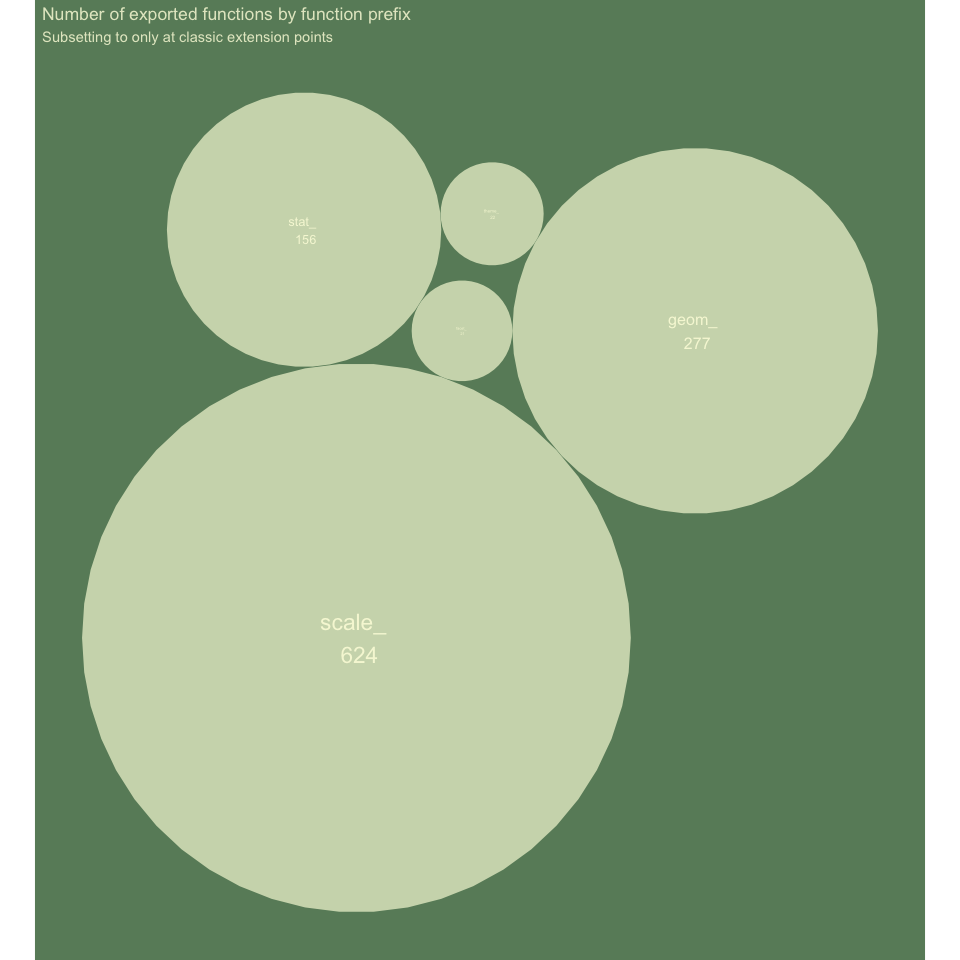 Number of exported functions by function prefix
Subsetting to only at classic extension points
stat_
156
geom_
277
scale_
624